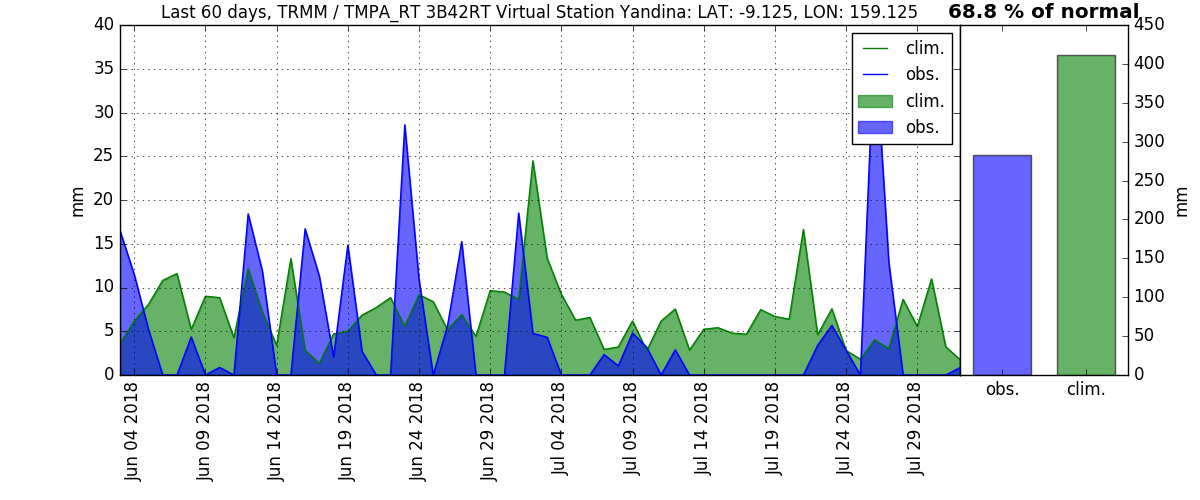 Last 60 days, TRMM / TMPA_RT 3B42RT Virtual Station Yandina: LAT: -9.125, LON: 159.125
68.8 % of normal
40
35
30
25
20
15
10
5
0
mm
clim.
obs.
clim.
obs.
450
400
350
300
250
200
150
100
50
0
mm
Jun 04 2018
Jun 09 2018
Jun 14 2018
Jun 19 2018
Jun 24 2018
Jun 29 2018
Jul 04 2018
Jul 09 2018
Jul 14 2018
Jul 19 2018
Jul 24 2018
Jul 29 2018
obs.
clim.